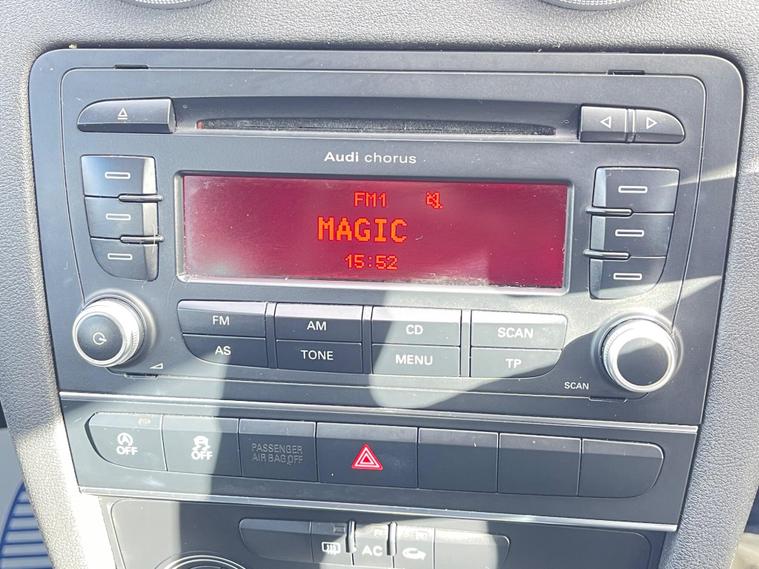 Audi chorus
FM1
MAGIC
15:52
FM AM CD SCAN
AS TONE MENU TP
SCAN
OFF OFF PASSENGER
AIR BAG OFF
AC